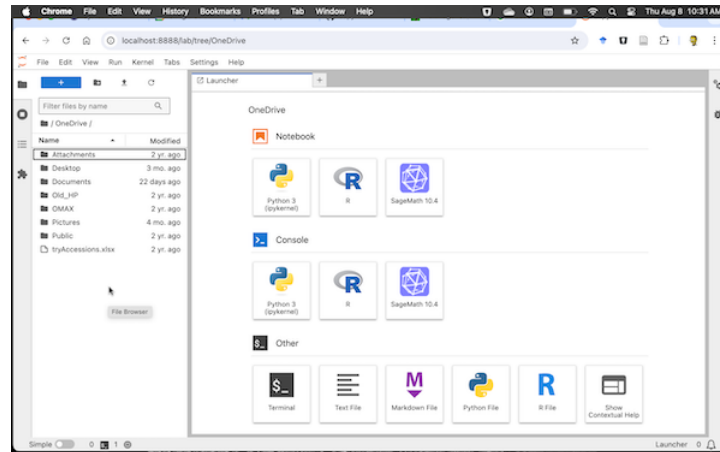 Chrome File Edit View History Bookmarks Profiles Tab Window Help Thu Aug 8 10:31 AM
localhost:8888/lab/tree/OneDrive
File Edit View Run Kernel Tabs Settings Help
Launcher
Filter files by name
/ OneDrive /
Name Modified
Attachments 2 yr. ago
Desktop 3 mo. ago
Documents 22 days ago
Old_HP 2 yr. ago
OMAX 2 yr. ago
Pictures 4 mo. ago
Public 2 yr. ago
tryAccessions.xlsx 2 yr. ago
File Browser
OneDrive
Notebook
Python 3
(ipykernel)
R
SageMath 10.4
Console
Python 3
(ipykernel)
R
SageMath 10.4
$_ Other
$_
M
R
Terminal
Text File
Markdown File
Python File
R File
Show
Contextual Help
Simple 0 1 Launcher 0